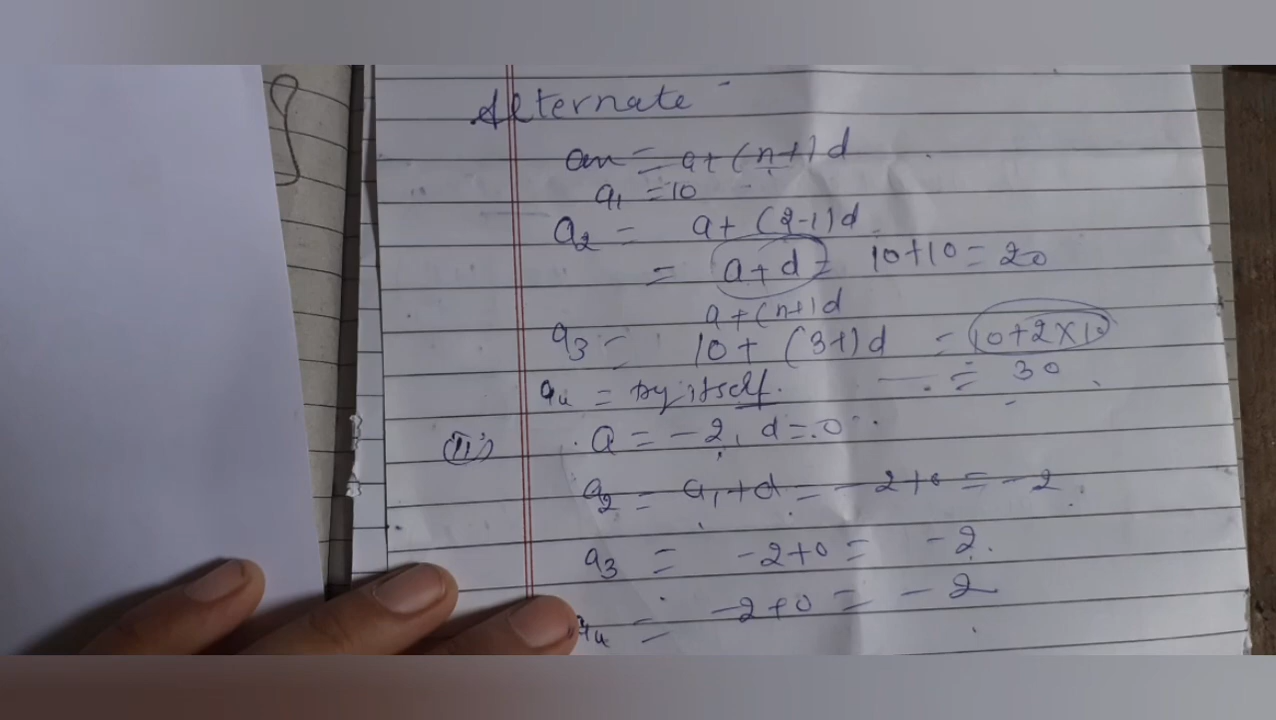 Alternate
an = a + (n-1)d
a1 = 10
a2 = a + (2-1)d
= a + d = 10 + 10 = 20
a + (n-1)d
a3 = 10 + (3-1)d = 10 + 2 × 10
= 30
a4 = by itself.
(ii) a = -2, d = 0
a2 = a1 + d = -2 + 0 = -2
a3 = -2 + 0 = -2.
a4 = -2 + 0 = -2